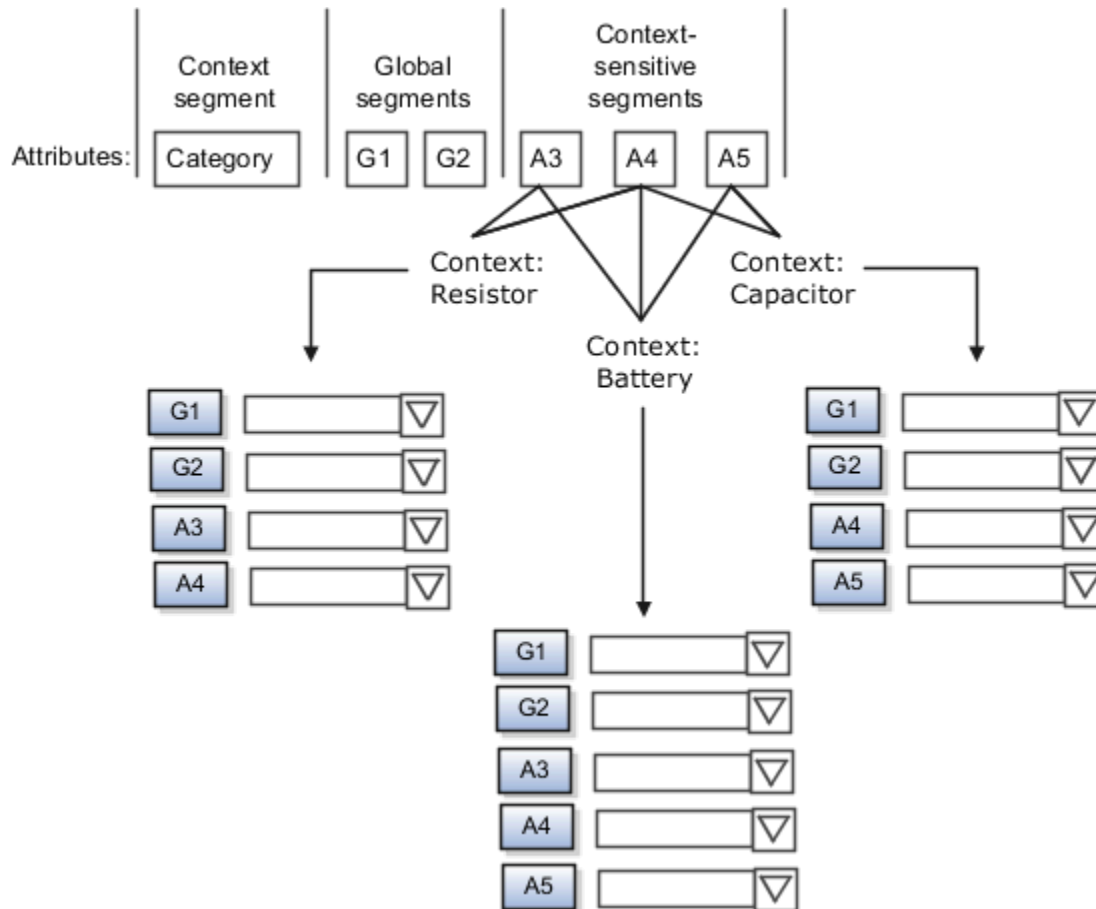 Context
segment
Global
segments
Context-
sensitive
segments
Attributes:
Category
G1
G2
A3
A4
A5
Context:
Resistor
Context:
Capacitor
Context:
Battery
G1
G2
A3
A4
G1
G2
A4
A5
G1
G2
A3
A4
A5